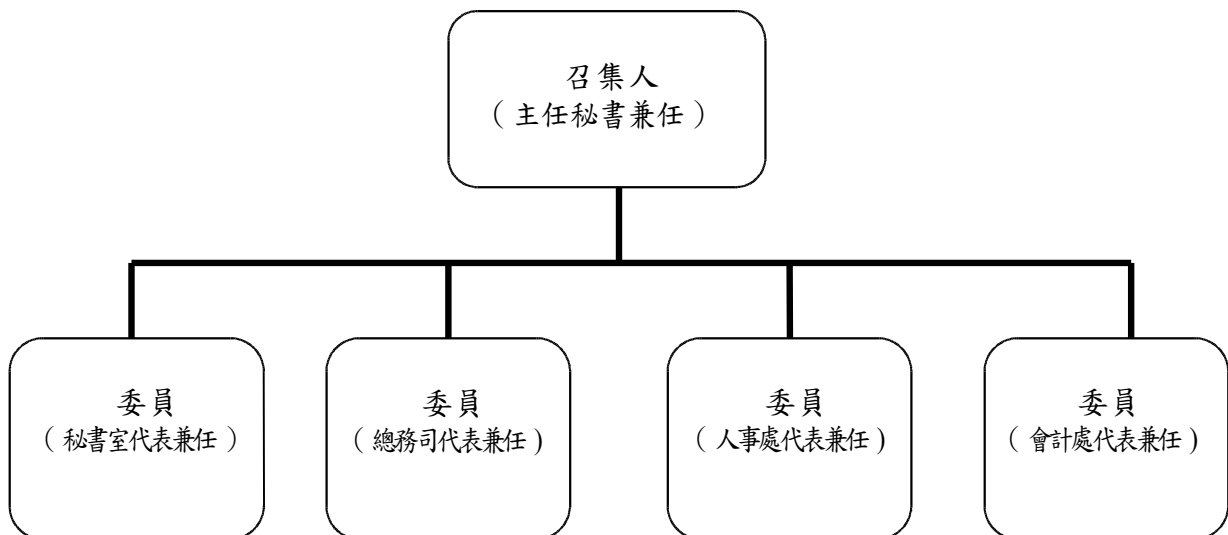 召集人
（主任秘書兼任）
委員
（秘書室代表兼任）
委員
（總務司代表兼任）
委員
（人事處代表兼任）
委員
（會計處代表兼任）